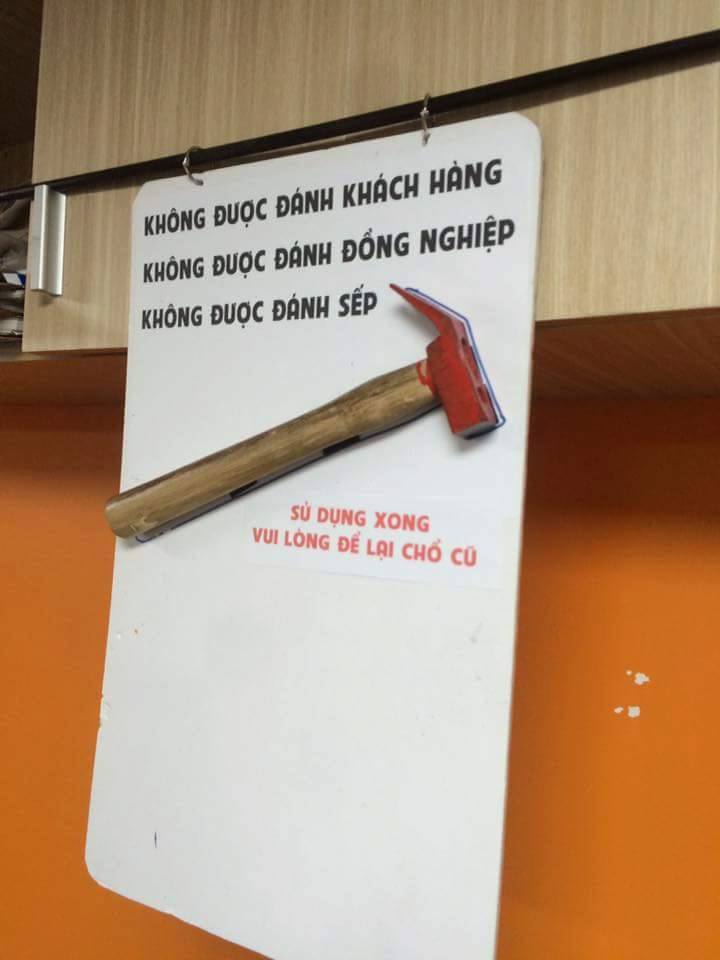 KHÔNG ĐƯỢC ĐÁNH KHÁCH HÀNG
KHÔNG ĐƯỢC ĐÁNH ĐỒNG NGHIỆP
KHÔNG ĐƯỢC ĐÁNH SẾP
SỬ DỤNG XONG
VUI LÒNG ĐỂ LẠI CHỔ CŨ